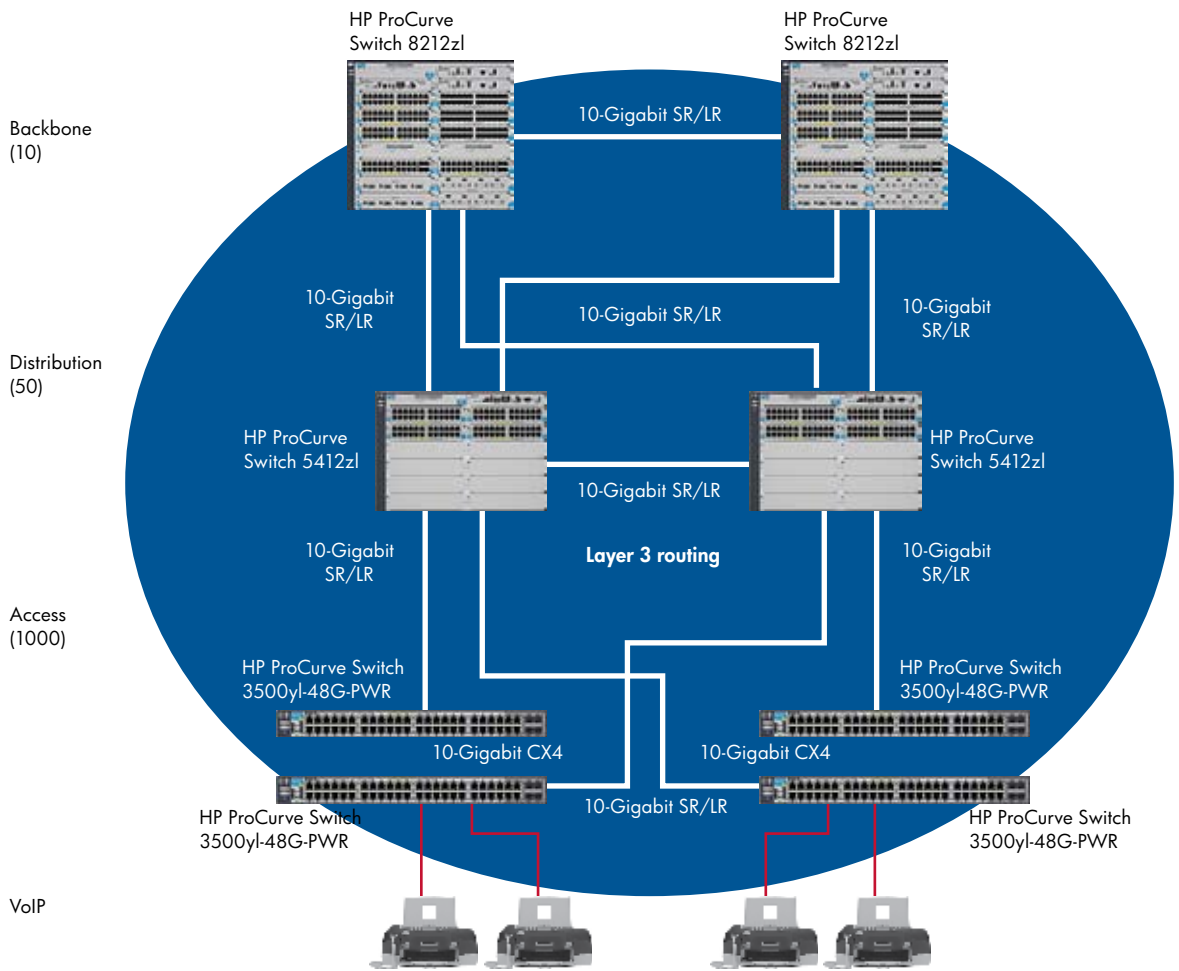 HP ProCurve
Switch 8212zl
HP ProCurve
Switch 8212zl
Backbone
(10)
10-Gigabit SR/LR
10-Gigabit
SR/LR
10-Gigabit SR/LR
10-Gigabit
SR/LR
Distribution
(50)
HP ProCurve
Switch 5412zl
HP ProCurve
Switch 5412zl
10-Gigabit SR/LR
10-Gigabit
SR/LR
Layer 3 routing
10-Gigabit
SR/LR
Access
(1000)
HP ProCurve Switch
3500yl-48G-PWR
HP ProCurve Switch
3500yl-48G-PWR
10-Gigabit CX4
10-Gigabit CX4
10-Gigabit SR/LR
HP ProCurve Switch
3500yl-48G-PWR
HP ProCurve Switch
3500yl-48G-PWR
VoIP